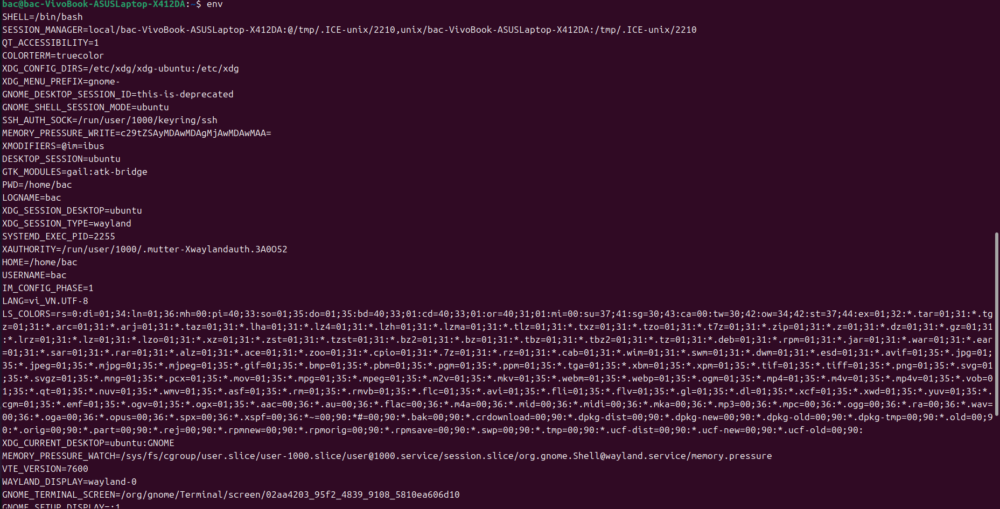 bac@bac-VivoBook-ASUSLaptop-X412DA:~$ env
SHELL=/bin/bash
SESSION_MANAGER=local/bac-VivoBook-ASUSLaptop-X412DA:@/tmp/.ICE-unix/2210,unix/bac-VivoBook-ASUSLaptop-X412DA:/tmp/.ICE-unix/2210
QT_ACCESSIBILITY=1
COLORTERM=truecolor
XDG_CONFIG_DIRS=/etc/xdg/xdg-ubuntu:/etc/xdg
XDG_MENU_PREFIX=gnome-
GNOME_DESKTOP_SESSION_ID=this-is-deprecated
GNOME_SHELL_SESSION_MODE=ubuntu
SSH_AUTH_SOCK=/run/user/1000/keyring/ssh
MEMORY_PRESSURE_WRITE=c29tZSAyMDAwMDAgMjAwMDAwMAA=
XMODIFIERS=@im=ibus
DESKTOP_SESSION=ubuntu
GTK_MODULES=gail:atk-bridge
PWD=/home/bac
LOGNAME=bac
XDG_SESSION_DESKTOP=ubuntu
XDG_SESSION_TYPE=wayland
SYSTEMD_EXEC_PID=2255
XAUTHORITY=/run/user/1000/.mutter-Xwaylandauth.3A0O52
HOME=/home/bac
USERNAME=bac
IM_CONFIG_PHASE=1
LANG=vi_VN.UTF-8
LS_COLORS=rs=0:di=01;34:ln=01;36:mh=00:pi=40;33:so=01;35:do=01;35:bd=40;33;01:cd=40;33;01:or=40;31;01:mi=00:su=37;41:sg=30;43:ca=00:tw=30;42:ow=34;42:st=37;44:ex=01;32:*.tar=01;31:*.tg
z=01;31:*.arc=01;31:*.arj=01;31:*.taz=01;31:*.lha=01;31:*.lz4=01;31:*.lzh=01;31:*.lzma=01;31:*.tlz=01;31:*.txz=01;31:*.tzo=01;31:*.t7z=01;31:*.zip=01;31:*.z=01;31:*.dz=01;31:*.gz=01;31
:*.lrz=01;31:*.lz=01;31:*.lzo=01;31:*.xz=01;31:*.zst=01;31:*.tzst=01;31:*.bz2=01;31:*.bz=01;31:*.tbz=01;31:*.tbz2=01;31:*.tz=01;31:*.deb=01;31:*.rpm=01;31:*.jar=01;31:*.war=01;31:*.ear
=01;31:*.sar=01;31:*.rar=01;31:*.alz=01;31:*.ace=01;31:*.zoo=01;31:*.cpio=01;31:*.7z=01;31:*.rz=01;31:*.cab=01;31:*.wim=01;31:*.swm=01;31:*.dwm=01;31:*.esd=01;31:*.avif=01;35:*.jpg=01;
35:*.jpeg=01;35:*.mjpg=01;35:*.mjpeg=01;35:*.gif=01;35:*.bmp=01;35:*.pbm=01;35:*.pgm=01;35:*.ppm=01;35:*.tga=01;35:*.xbm=01;35:*.xpm=01;35:*.tif=01;35:*.tiff=01;35:*.png=01;35:*.svg=01
;35:*.svgz=01;35:*.mng=01;35:*.pcx=01;35:*.mov=01;35:*.mpg=01;35:*.mpeg=01;35:*.m2v=01;35:*.mkv=01;35:*.webm=01;35:*.webp=01;35:*.ogm=01;35:*.mp4=01;35:*.m4v=01;35:*.mp4v=01;35:*.vob=0
1;35:*.qt=01;35:*.nuv=01;35:*.wmv=01;35:*.asf=01;35:*.rm=01;35:*.rmvb=01;35:*.flc=01;35:*.avi=01;35:*.fli=01;35:*.flv=01;35:*.gl=01;35:*.dl=01;35:*.xcf=01;35:*.xwd=01;35:*.yuv=01;35:*.
cgm=01;35:*.emf=01;35:*.ogv=01;35:*.ogx=01;35:*.aac=00;36:*.au=00;36:*.flac=00;36:*.m4a=00;36:*.mid=00;36:*.midi=00;36:*.mka=00;36:*.mp3=00;36:*.mpc=00;36:*.ogg=00;36:*.ra=00;36:*.wav=
00;36:*.oga=00;36:*.opus=00;36:*.spx=00;36:*.xspf=00;36:*~=00;90:*#=00;90:*.bak=00;90:*.crdownload=00;90:*.dpkg-dist=00;90:*.dpkg-new=00;90:*.dpkg-old=00;90:*.dpkg-tmp=00;90:*.old=00;9
0:*.orig=00;90:*.part=00;90:*.rej=00;90:*.rpmnew=00;90:*.rpmorig=00;90:*.rpmsave=00;90:*.swp=00;90:*.tmp=00;90:*.ucf-dist=00;90:*.ucf-new=00;90:*.ucf-old=00;90:
XDG_CURRENT_DESKTOP=ubuntu:GNOME
MEMORY_PRESSURE_WATCH=/sys/fs/cgroup/user.slice/user-1000.slice/user@1000.service/session.slice/org.gnome.Shell@wayland.service/memory.pressure
VTE_VERSION=7600
WAYLAND_DISPLAY=wayland-0
GNOME_TERMINAL_SCREEN=/org/gnome/Terminal/screen/02aa4203_95f2_4839_9108_5810ea606d10
GNOME_SETUP_DISPLAY=:1